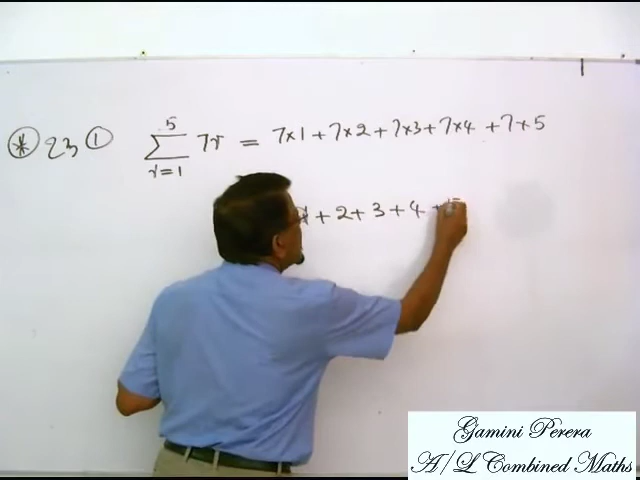 * 23 ① \sum_{r=1}^{5} 7r = 7×1 + 7×2 + 7×3 + 7×4 + 7×5
+ 2 + 3 + 4 +
Gamini Perera
A/L Combined Maths